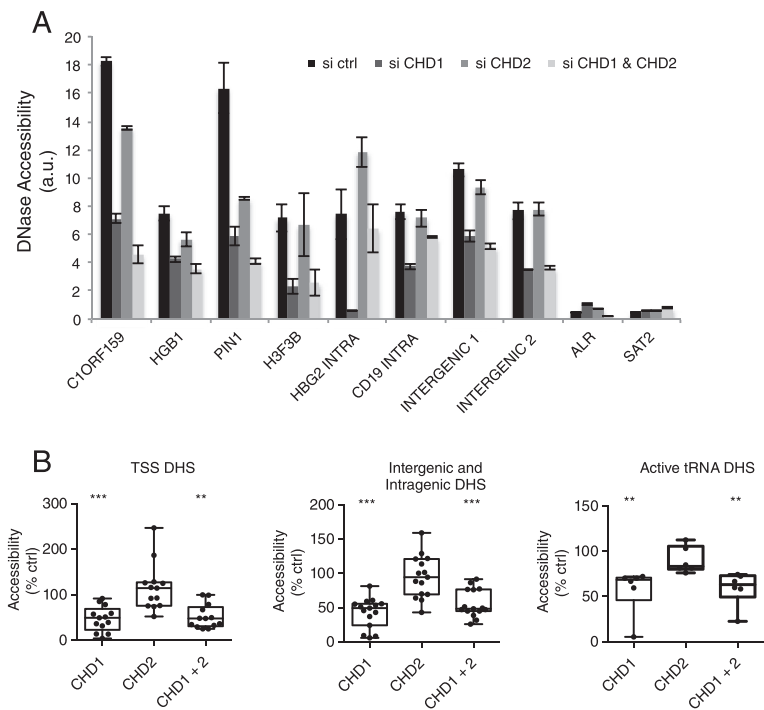 A
20
18
16
14
12
10
8
6
4
2
0
DNase Accessibility
(a.u.)
si ctrl si CHD1 si CHD2 si CHD1 & CHD2
C1ORF159 HGB1 PIN1 H3F3B HBG2 INTRA CD19 INTRA INTERGENIC 1 INTERGENIC 2 ALR SAT2
B
TSS DHS
300
200
100
0
Accessibility
(% ctrl)
*** **
CHD1 CHD2 CHD1 + 2
Intergenic and
Intragenic DHS
200
150
100
50
0
Accessibility
(% ctrl)
*** ***
CHD1 CHD2 CHD1 + 2
Active tRNA DHS
150
100
50
0
Accessibility
(% ctrl)
** **
CHD1 CHD2 CHD1 + 2